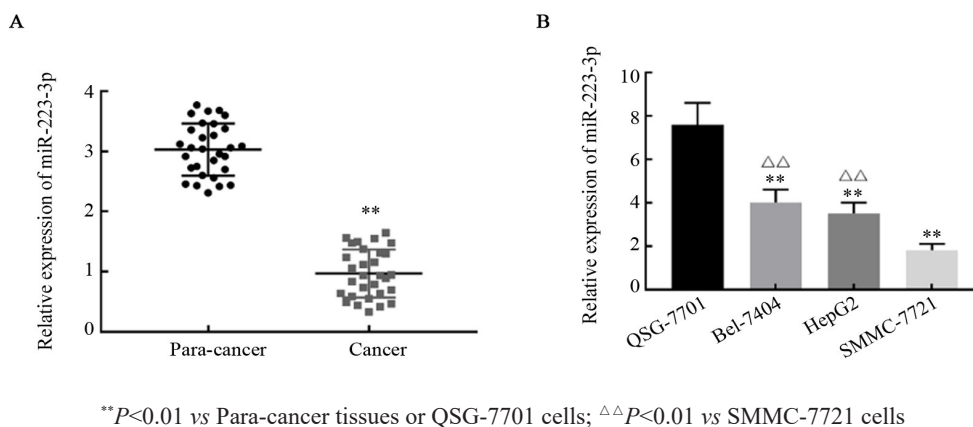 A
Relative expression of miR-223-3p
4
3
2
1
0
**
Para-cancer
Cancer
B
Relative expression of miR-223-3p
10
8
6
4
2
0
△△
**
△△
**
**
QSG-7701
Bel-7404
HepG2
SMMC-7721
**P<0.01 vs Para-cancer tissues or QSG-7701 cells; △△P<0.01 vs SMMC-7721 cells